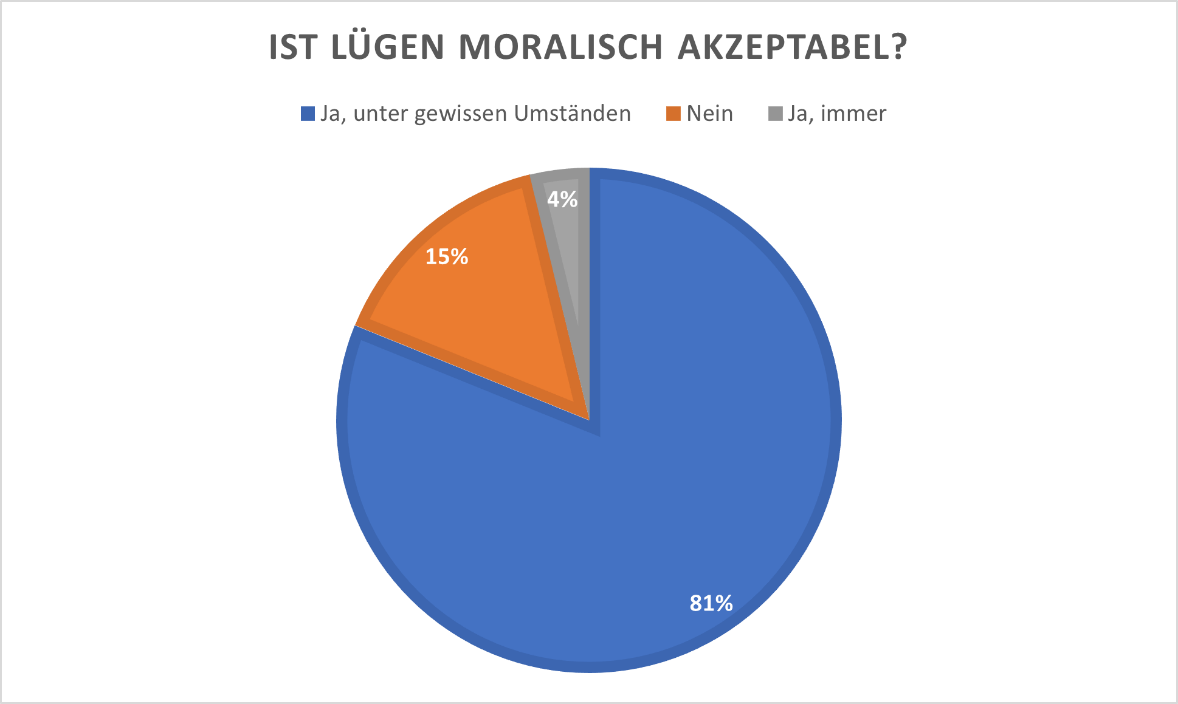 IST LÜGEN MORALISCH AKZEPTABEL?
Ja, unter gewissen Umständen Nein Ja, immer
4%
15%
81%